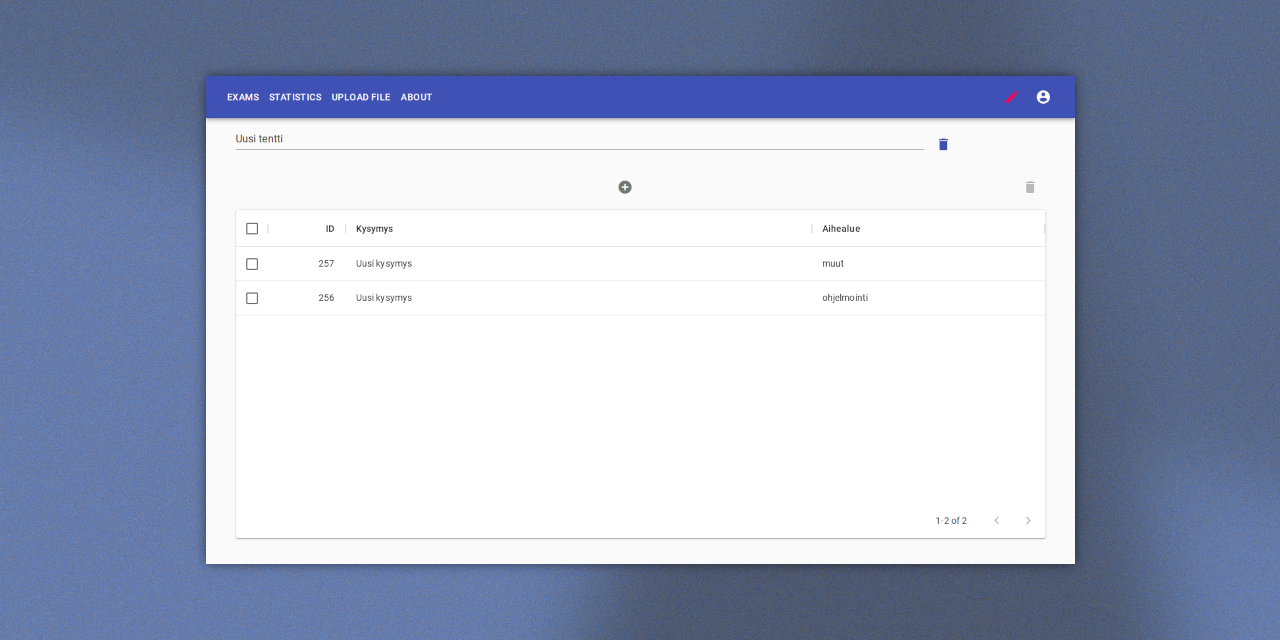 EXAMS STATISTICS UPLOAD FILE ABOUT
Uusi tentti
ID Kysymys Aihealue
257 Uusi kysymys muut
256 Uusi kysymys ohjelmointi
1-2 of 2